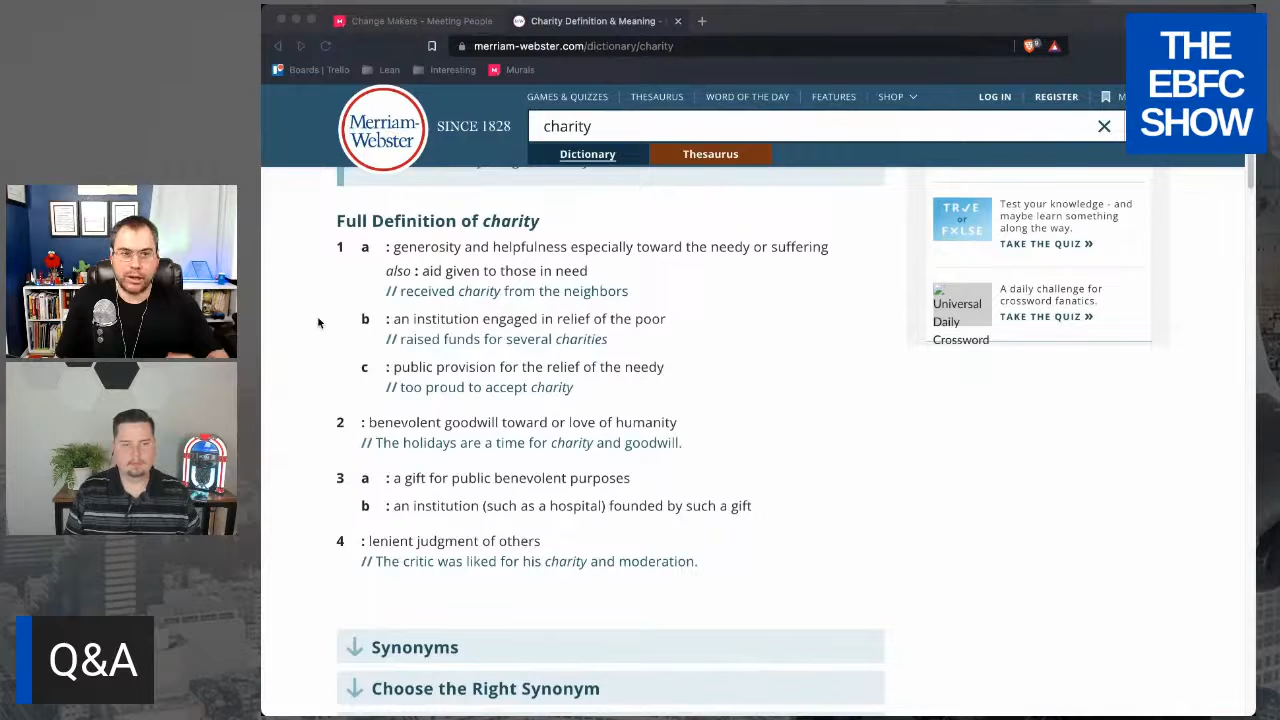 Change Makers - Meeting People
Charity Definition & Meaning -
merriam-webster.com/dictionary/charity
Boards | Trello
Lean
Interesting
Murals
THE
EBFC
SHOW
GAMES & QUIZZES
THESAURUS
WORD OF THE DAY
FEATURES
SHOP
LOG IN
REGISTER
M
Merriam-
Webster
SINCE 1828
charity
Dictionary
Thesaurus
Full Definition of charity
1 a : generosity and helpfulness especially toward the needy or suffering
also : aid given to those in need
// received charity from the neighbors
b : an institution engaged in relief of the poor
// raised funds for several charities
c : public provision for the relief of the needy
// too proud to accept charity
2 : benevolent goodwill toward or love of humanity
// The holidays are a time for charity and goodwill.
3 a : a gift for public benevolent purposes
b : an institution (such as a hospital) founded by such a gift
4 : lenient judgment of others
// The critic was liked for his charity and moderation.
Synonyms
Choose the Right Synonym
TR✓E
or
FXLSE
Test your knowledge - and
maybe learn something
along the way.
TAKE THE QUIZ »
Universal
Daily
Crossword
A daily challenge for
crossword fanatics.
TAKE THE QUIZ »
Q&A